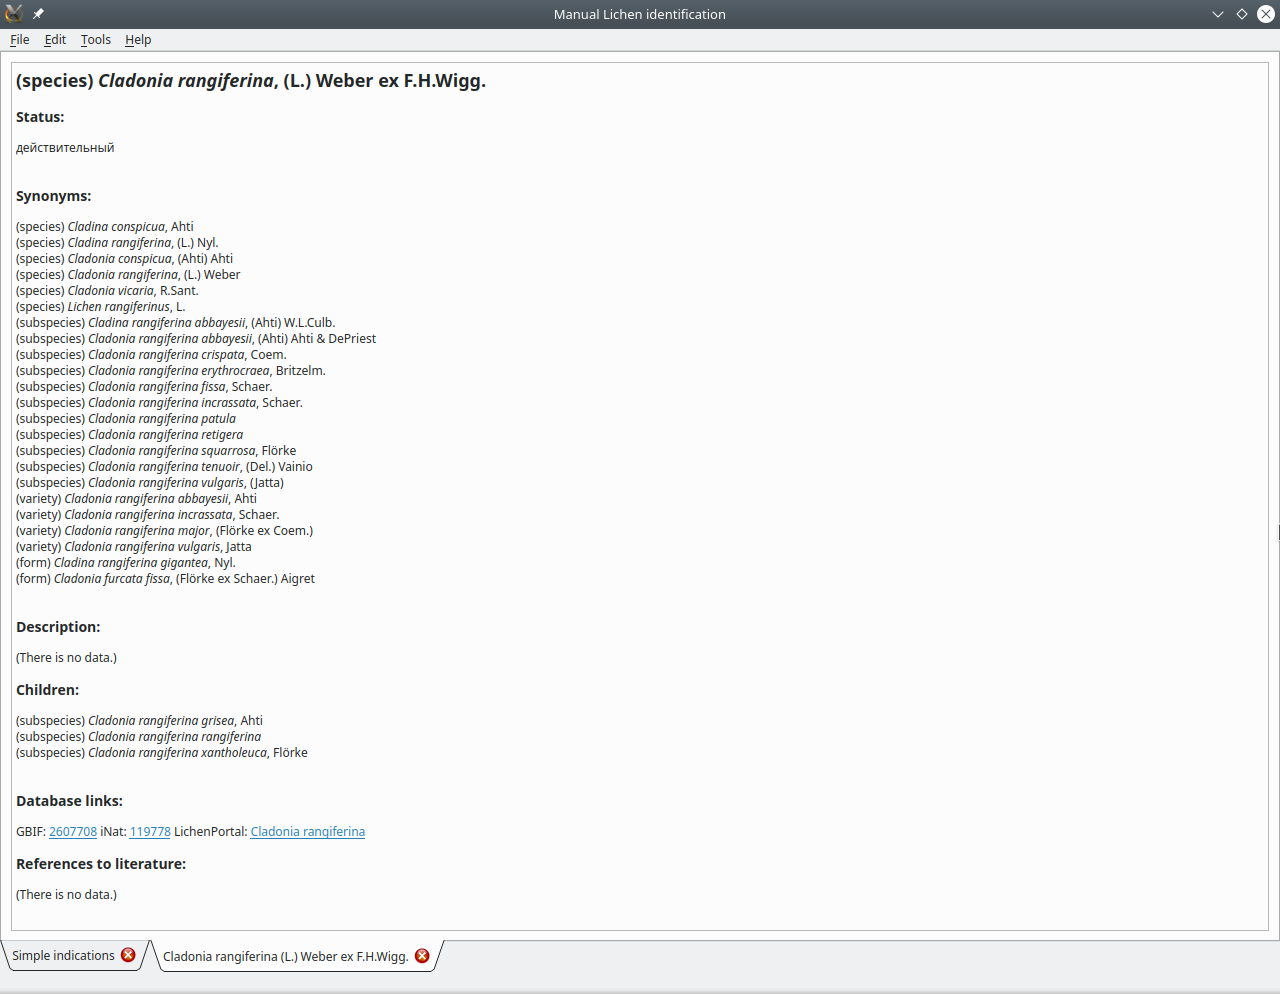 Manual Lichen identification
File Edit Tools Help
(species) Cladonia rangiferina, (L.) Weber ex F.H.Wigg.
Status:
действительный
Synonyms:
(species) Cladina conspicua, Ahti
(species) Cladina rangiferina, (L.) Nyl.
(species) Cladonia conspicua, (Ahti) Ahti
(species) Cladonia rangiferina, (L.) Weber
(species) Cladonia vicaria, R.Sant.
(species) Lichen rangiferinus, L.
(subspecies) Cladina rangiferina abbayesii, (Ahti) W.L.Culb.
(subspecies) Cladonia rangiferina abbayesii, (Ahti) Ahti & DePriest
(subspecies) Cladonia rangiferina crispata, Coem.
(subspecies) Cladonia rangiferina erythrocraea, Britzelm.
(subspecies) Cladonia rangiferina fissa, Schaer.
(subspecies) Cladonia rangiferina incrassata, Schaer.
(subspecies) Cladonia rangiferina patula
(subspecies) Cladonia rangiferina retigera
(subspecies) Cladonia rangiferina squarrosa, Flörke
(subspecies) Cladonia rangiferina tenuoir, (Del.) Vainio
(subspecies) Cladonia rangiferina vulgaris, (Jatta)
(variety) Cladonia rangiferina abbayesii, Ahti
(variety) Cladonia rangiferina incrassata, Schaer.
(variety) Cladonia rangiferina major, (Flörke ex Coem.)
(variety) Cladonia rangiferina vulgaris, Jatta
(form) Cladina rangiferina gigantea, Nyl.
(form) Cladonia furcata fissa, (Flörke ex Schaer.) Aigret
Description:
(There is no data.)
Children:
(subspecies) Cladonia rangiferina grisea, Ahti
(subspecies) Cladonia rangiferina rangiferina
(subspecies) Cladonia rangiferina xantholeuca, Flörke
Database links:
GBIF: 2607708 iNat: 119778 LichenPortal: Cladonia rangiferina
References to literature:
(There is no data.)
Simple indications Cladonia rangiferina (L.) Weber ex F.H.Wigg.